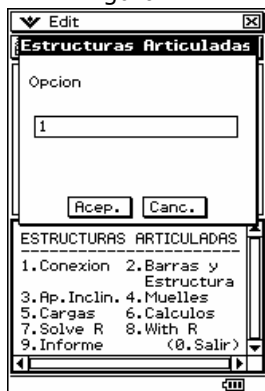 Edit
Estructuras Articuladas
Opcion
1
Acep. Canc.
ESTRUCTURAS ARTICULADAS
1.Conexion 2.Barras y
Estructura
3.Ap.Inclin. 4.Muelles
5.Cargas 6.Calculos
7.Solve R 8.With R
9.Informe (0.Salir)